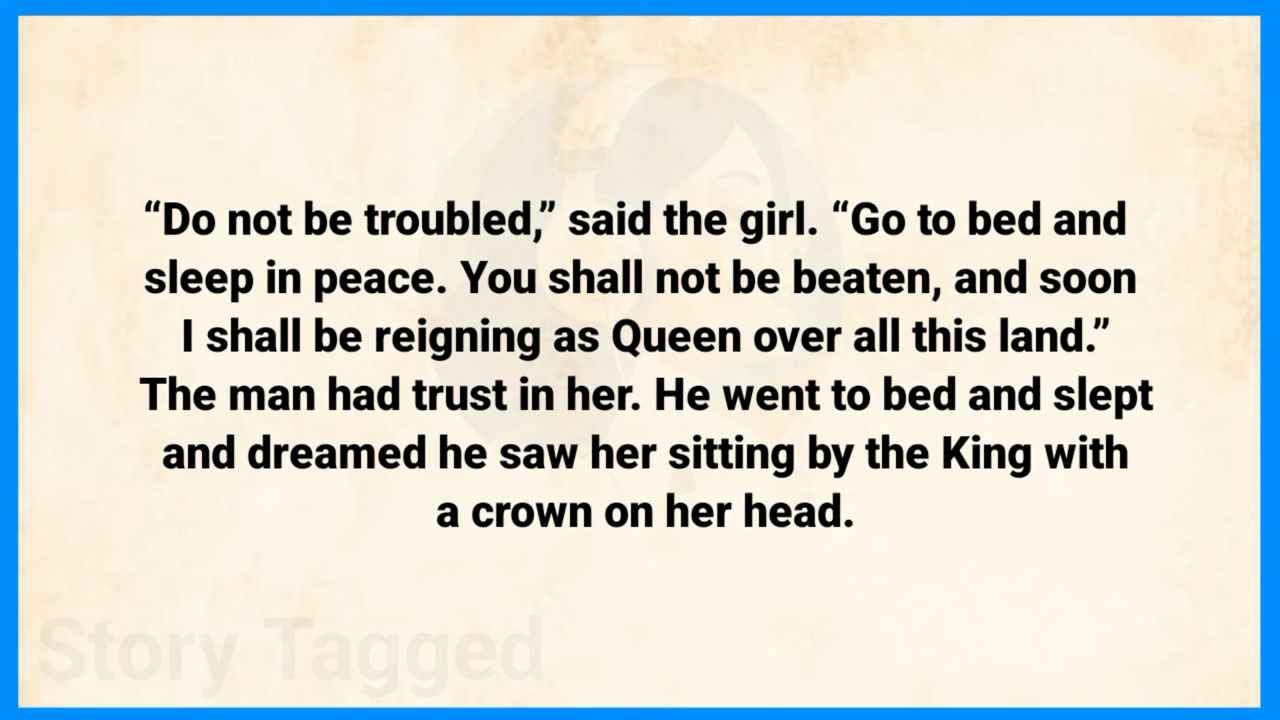 “Do not be troubled,” said the girl. “Go to bed and
sleep in peace. You shall not be beaten, and soon
I shall be reigning as Queen over all this land.”
The man had trust in her. He went to bed and slept
and dreamed he saw her sitting by the King with
a crown on her head.
Story Tagged